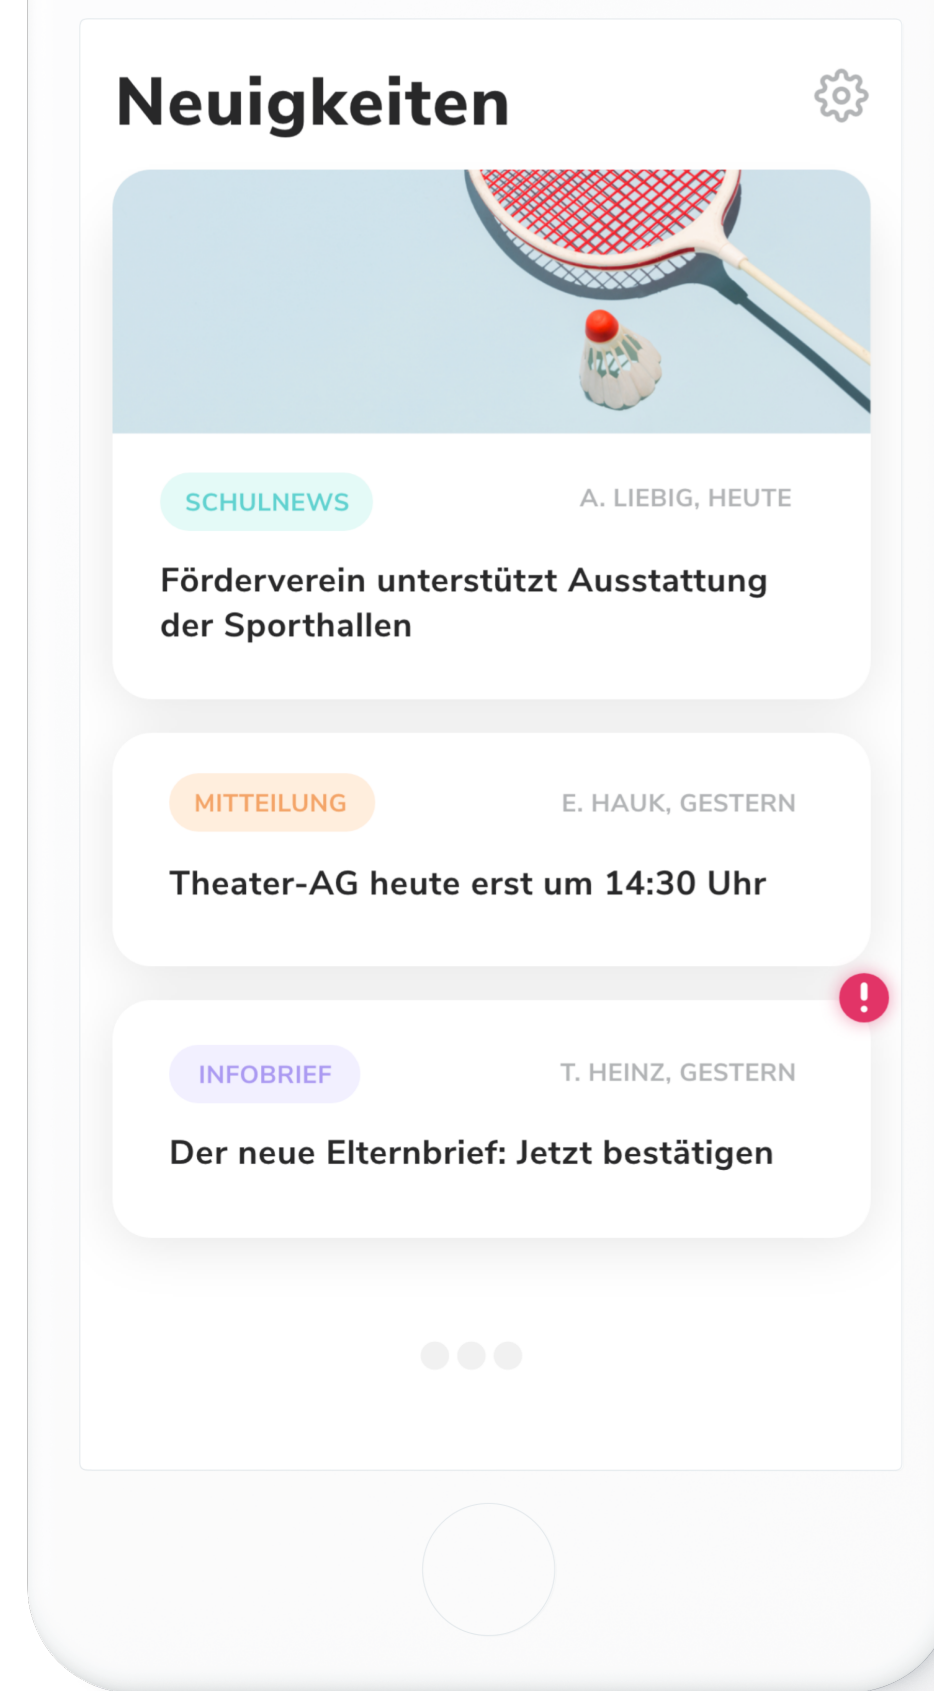 Neuigkeiten
SCHULNEWS
A. LIEBIG, HEUTE
Förderverein unterstützt Ausstattung
der Sporthallen
MITTEILUNG
E. HAUK, GESTERN
Theater-AG heute erst um 14:30 Uhr
!
INFOBRIEF
T. HEINZ, GESTERN
Der neue Elternbrief: Jetzt bestätigen